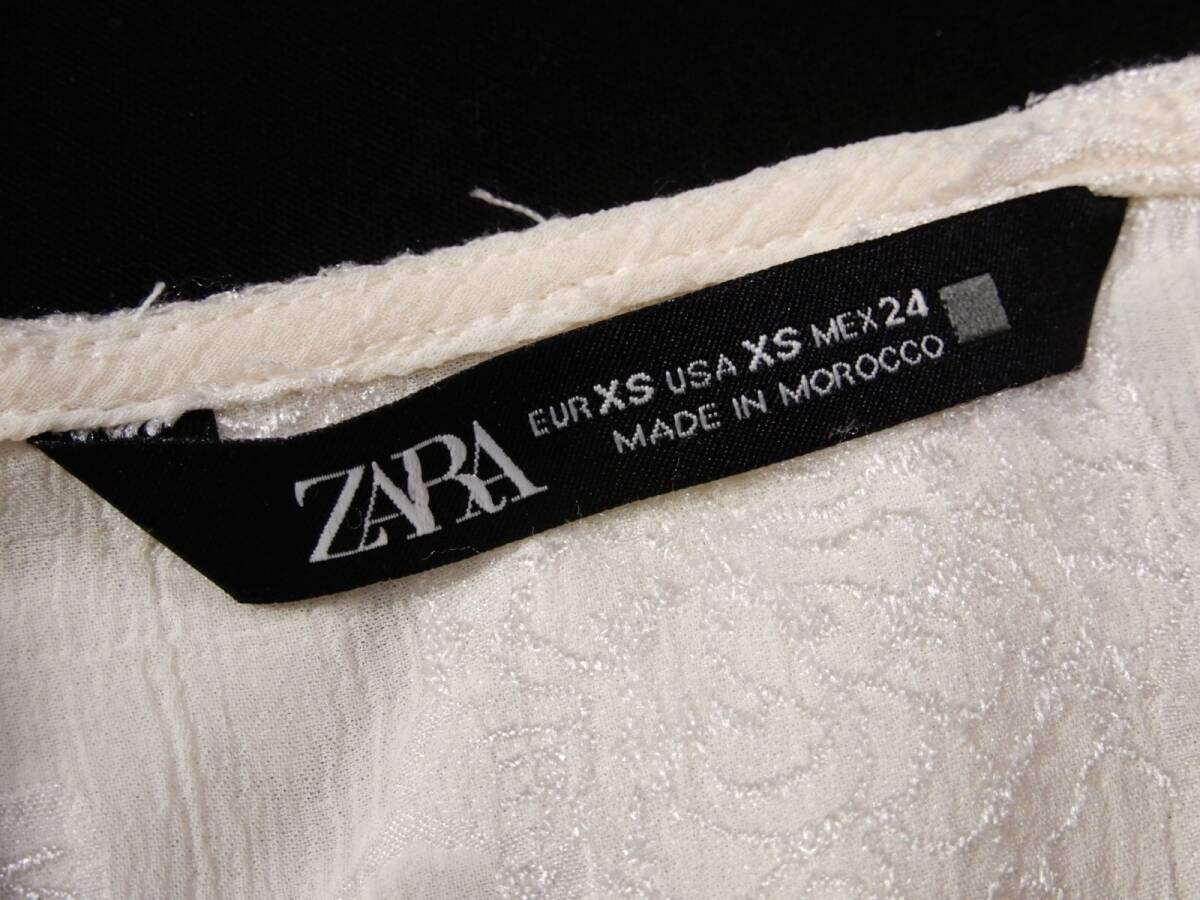 ZARA
EUR XS USA XS MEX 24
MADE IN MOROCCO